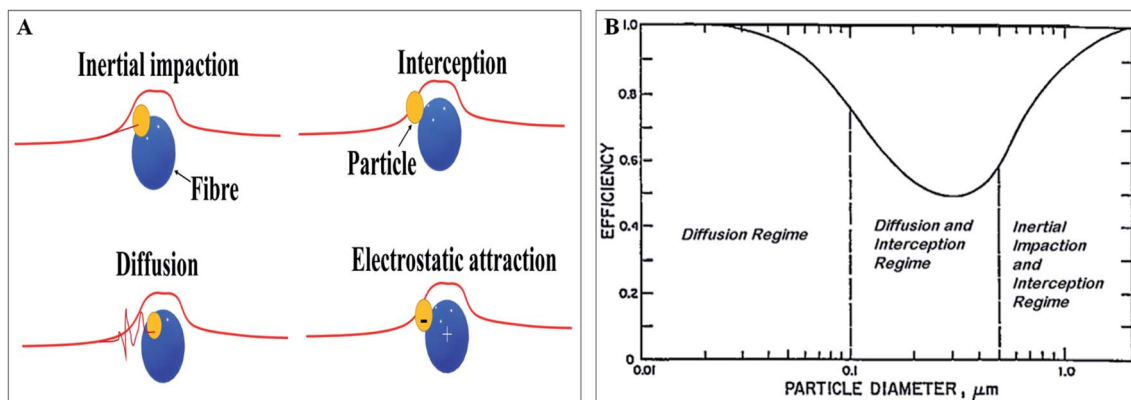 A
Inertial impaction
Fibre
Interception
Particle
Diffusion
Electrostatic attraction
-
+
B
EFFICIENCY
1.0
0.8
0.6
0.4
0.2
0
Diffusion Regime
Diffusion and
Interception
Regime
Inertial
Impaction
and
Interception
Regime
0.01
0.1
1.0
PARTICLE DIAMETER, μm